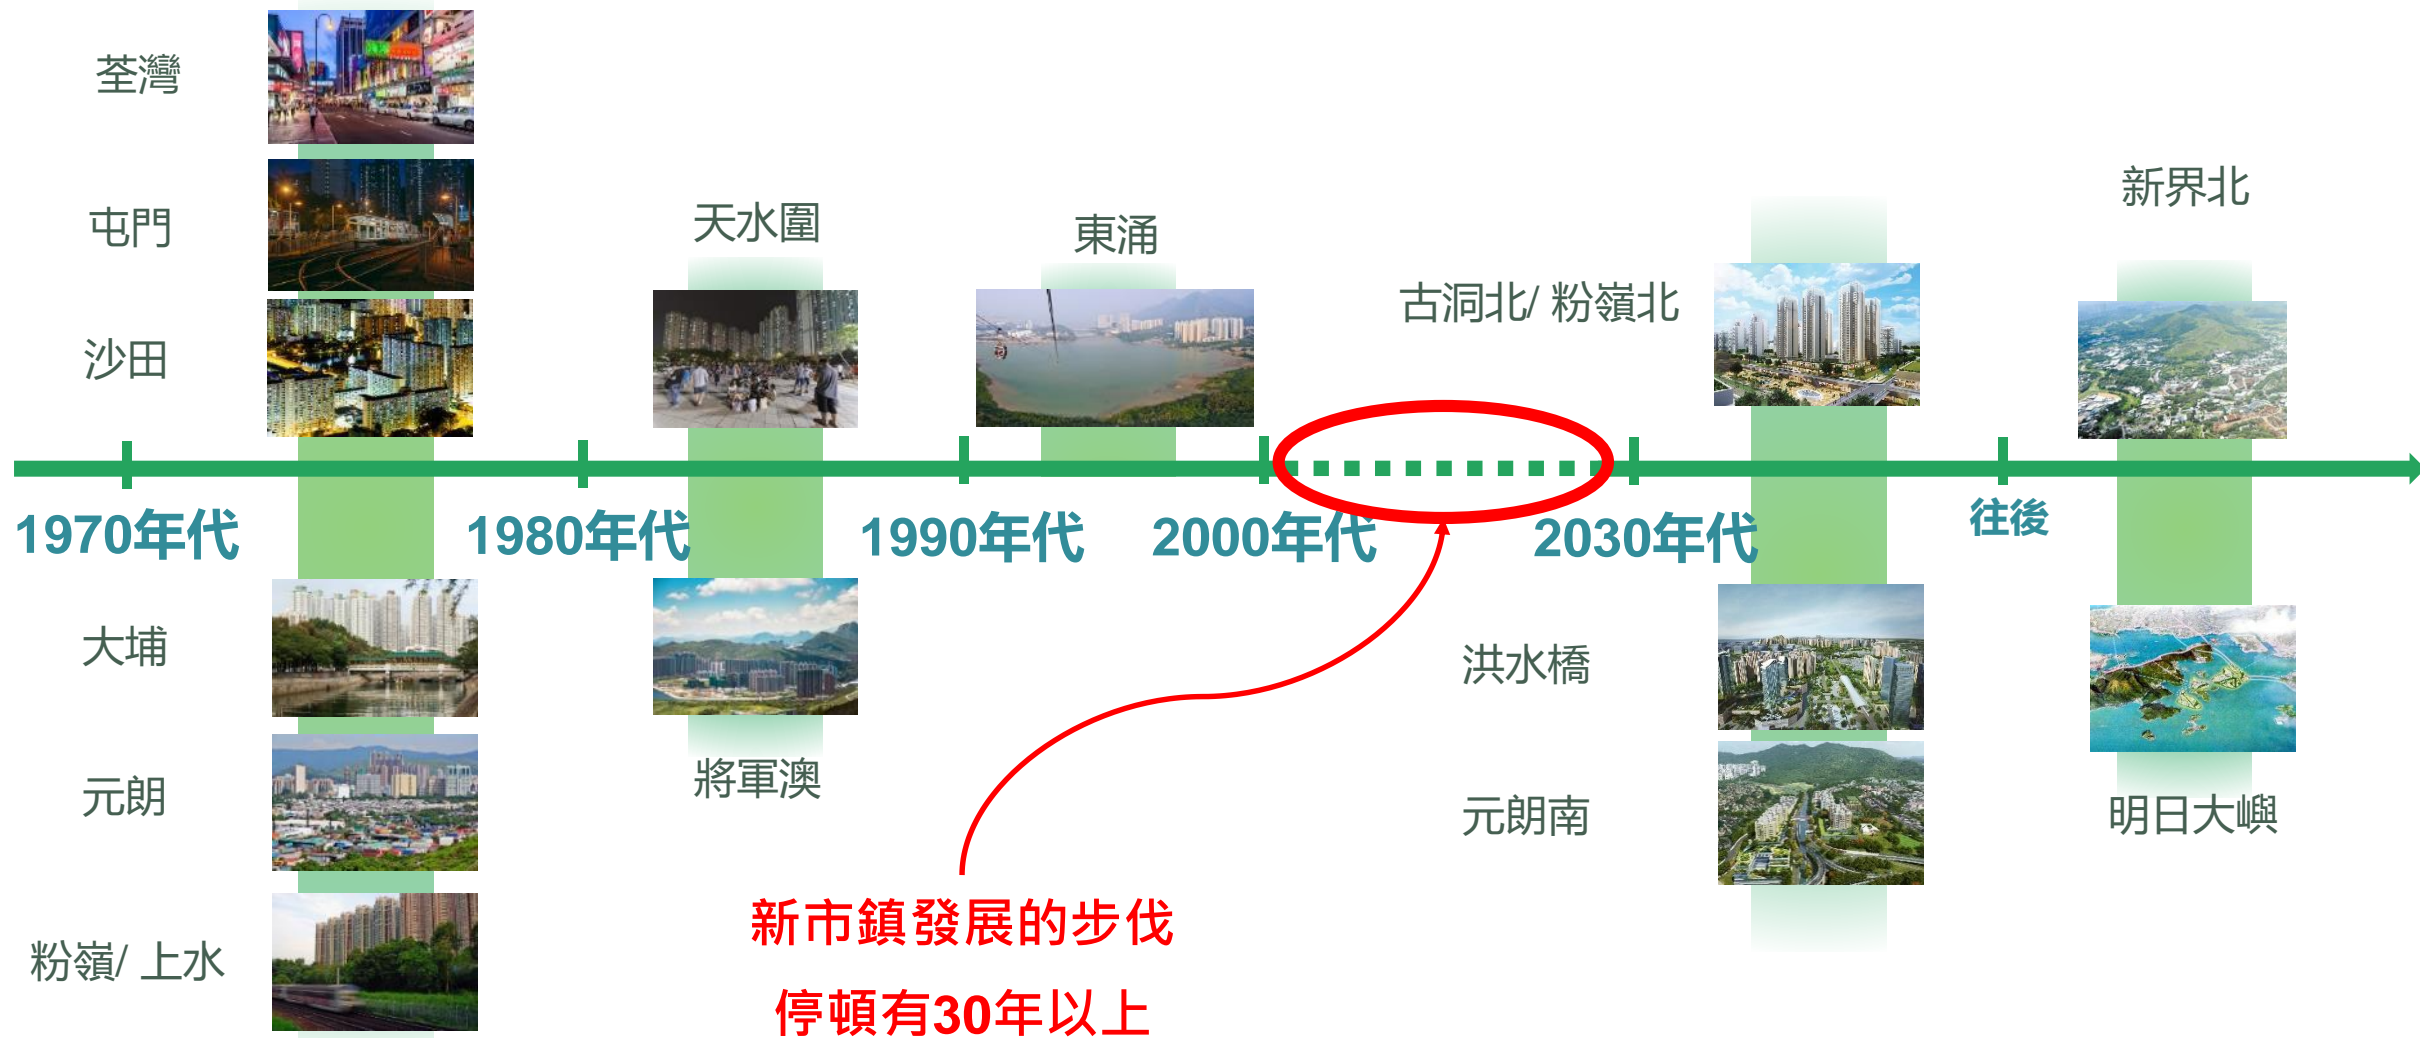 荃灣
屯門
沙田
天水圍
東涌
古洞北/ 粉嶺北
新界北
1970年代
1980年代
1990年代
2000年代
2030年代
往後
大埔
元朗
粉嶺/ 上水
將軍澳
洪水橋
元朗南
明日大嶼
新市鎮發展的步伐
停頓有30年以上